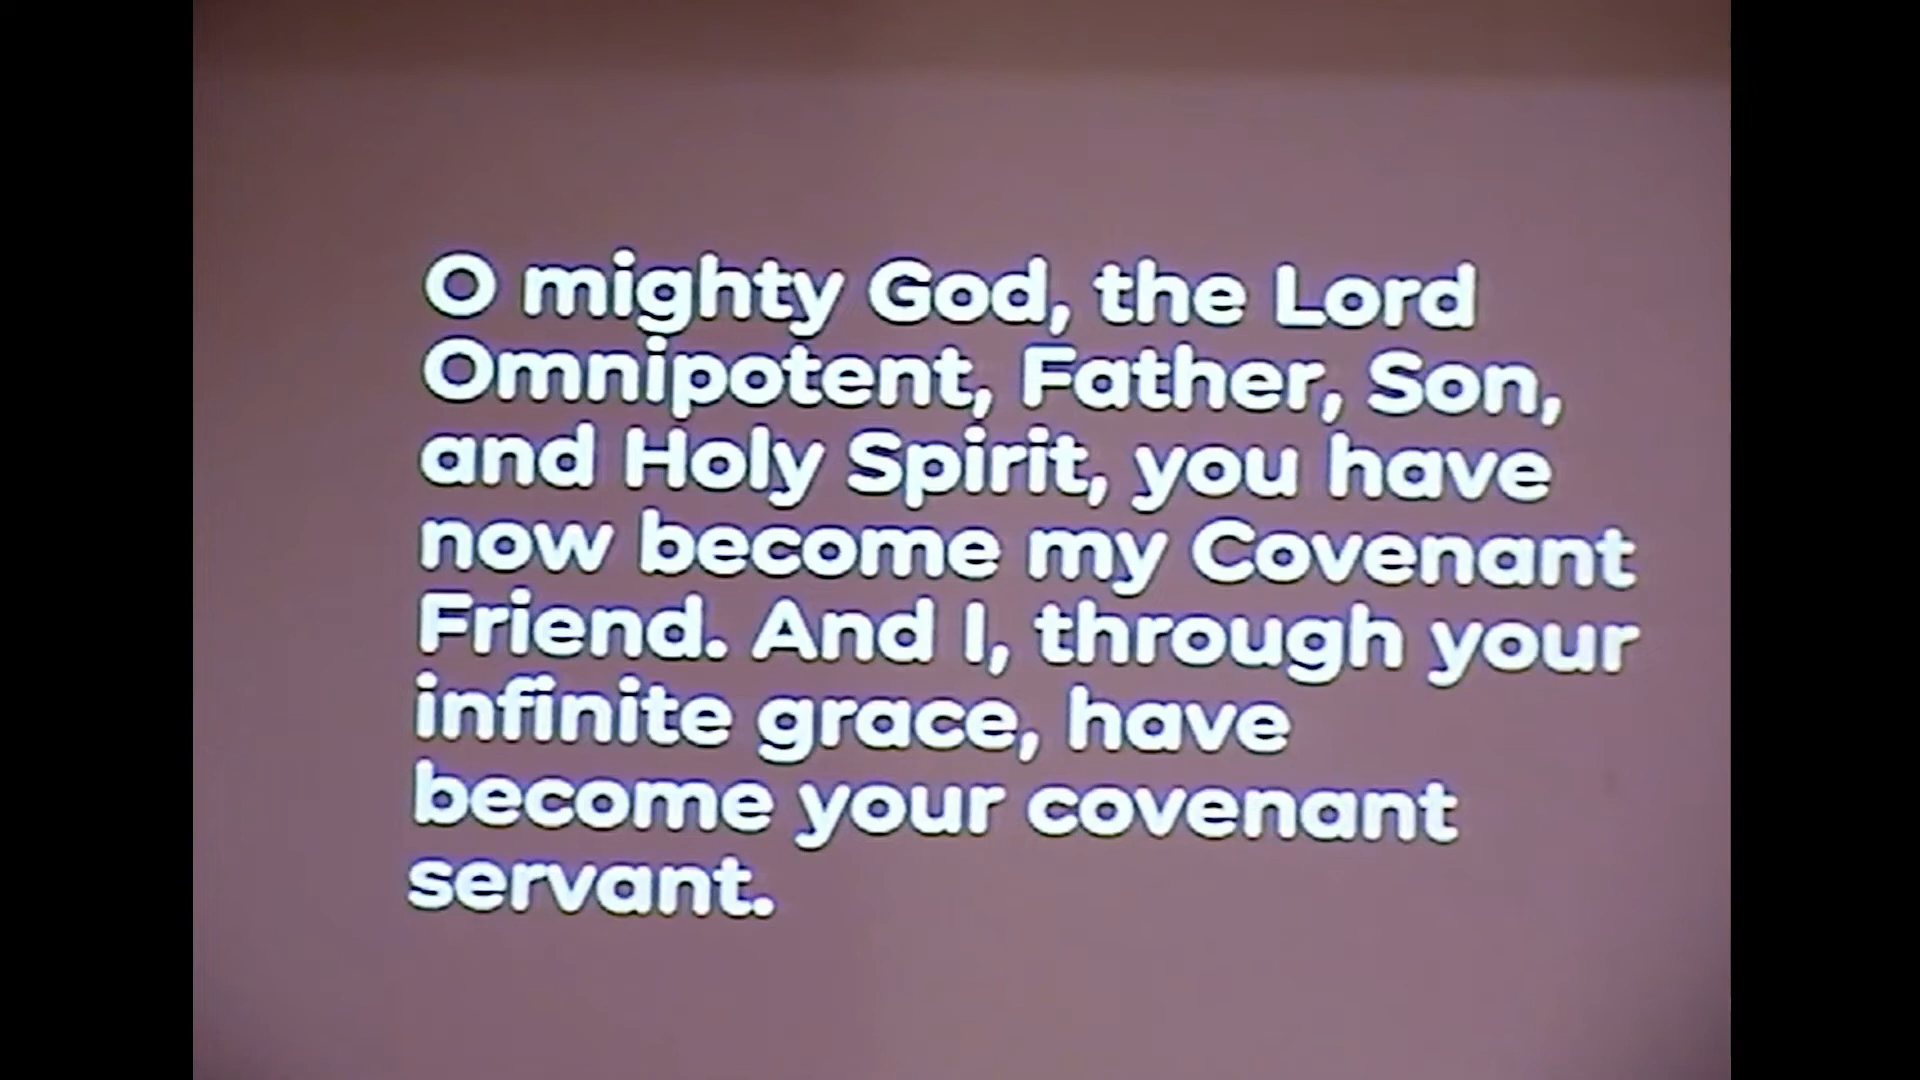 O mighty God, the Lord
Omnipotent, Father, Son,
and Holy Spirit, you have
now become my Covenant
Friend. And I, through your
infinite grace, have
become your covenant
servant.